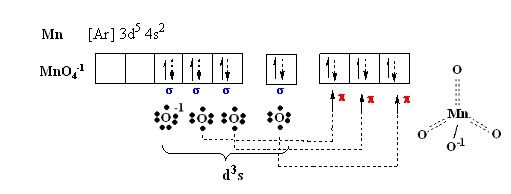 Mn [Ar] 3d⁵ 4s²
MnO₄⁻¹
σ σ σ σ π π π
O⁻¹ O O O
d³s
O
Mn
O O
O⁻¹